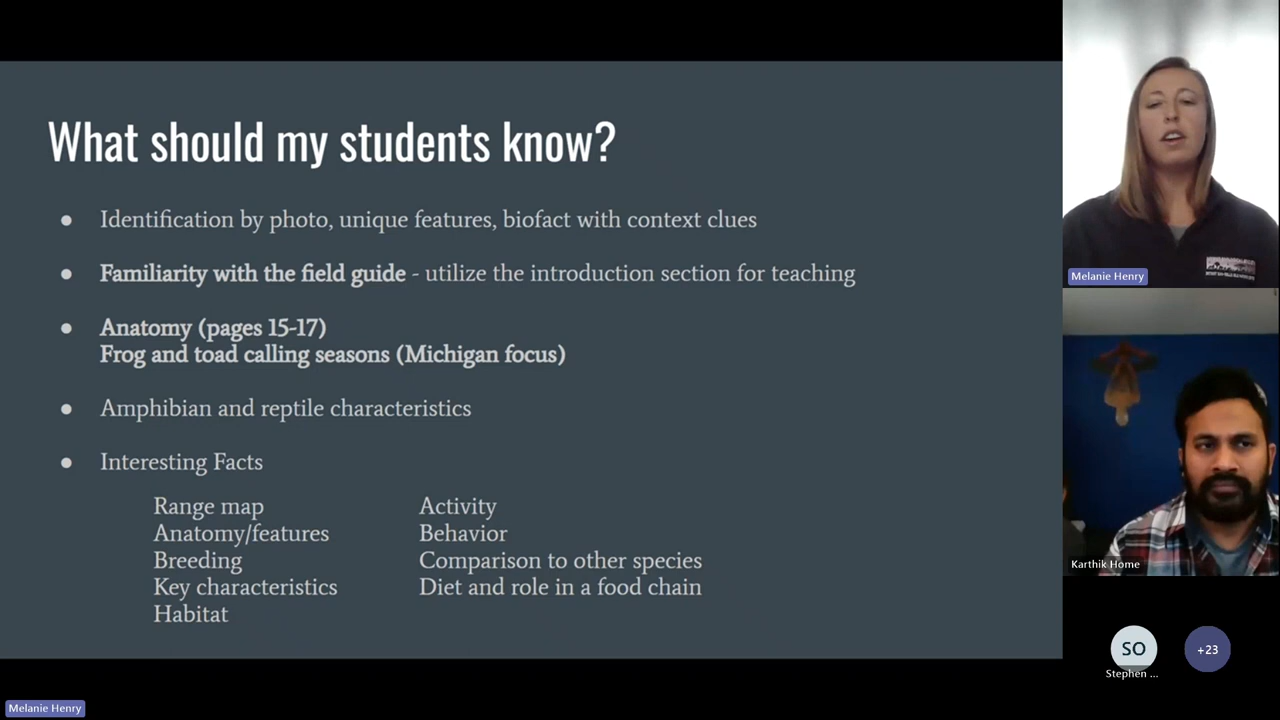 What should my students know?
● Identification by photo, unique features, biofact with context clues
● Familiarity with the field guide - utilize the introduction section for teaching
● Anatomy (pages 15-17)
Frog and toad calling seasons (Michigan focus)
● Amphibian and reptile characteristics
● Interesting Facts
Range map
Anatomy/features
Breeding
Key characteristics
Habitat
Activity
Behavior
Comparison to other species
Diet and role in a food chain
Melanie Henry
Karthik Home
SO
Stephen ...
+23
Melanie Henry